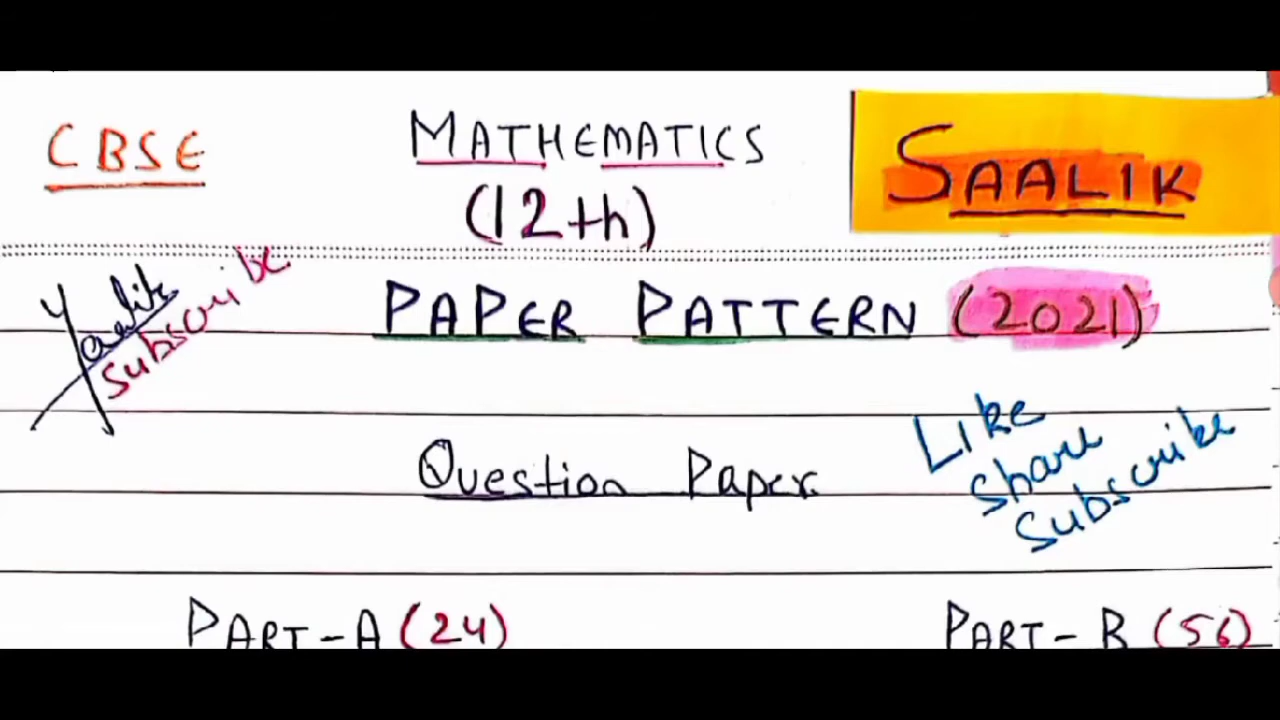 CBSE
MATHEMATICS
(12th)
SAALIK
Subscribe
PAPER PATTERN (2021)
Like
Share
Subscribe
Question Paper
PART-A (24)
PART-B (56)